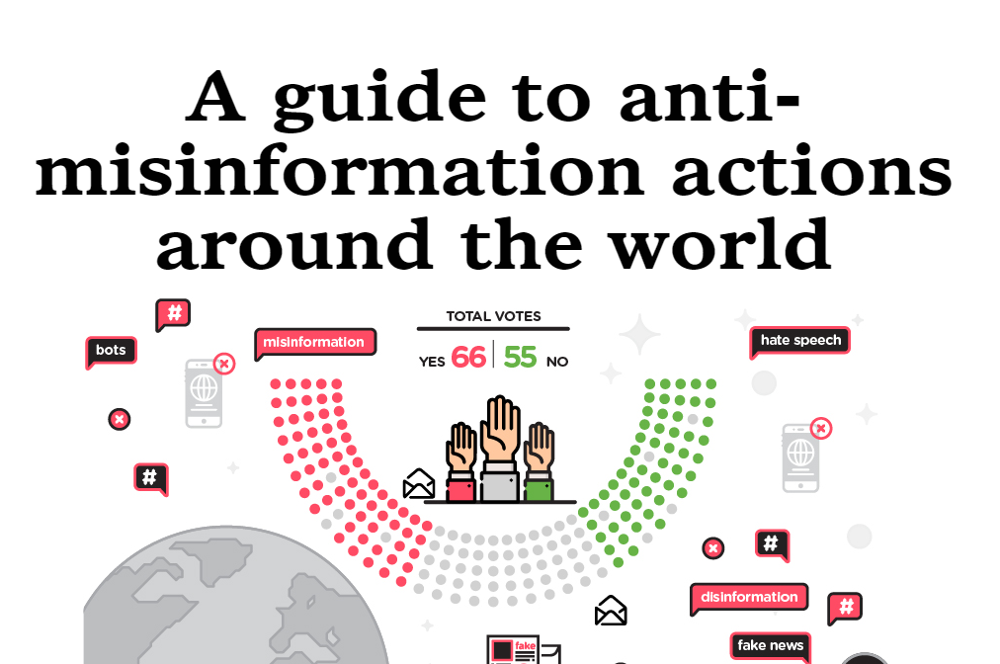 A guide to anti-
misinformation actions
around the world
#
TOTAL VOTES
bots
misinformation
hate speech
YES 66 55 NO
#
#
disinformation
#
fake news
fake